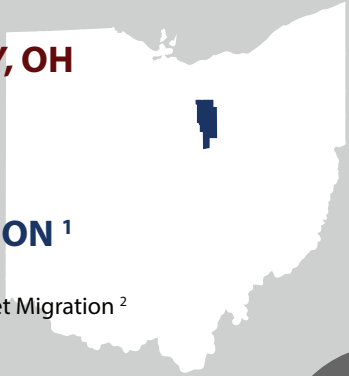 Y, OH
ON ¹
et Migration ²